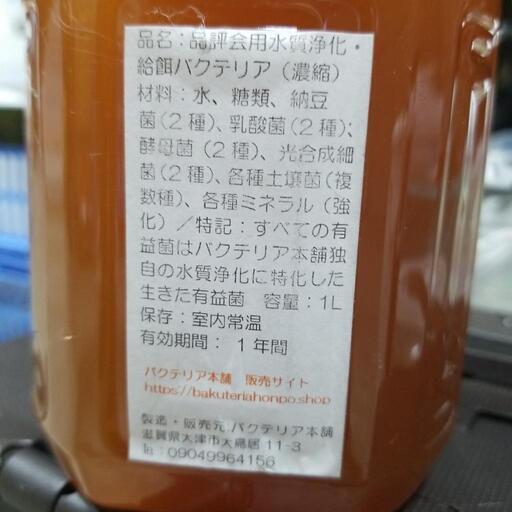 品名：品評会用水質浄化・
給餌バクテリア（濃縮）
材料：水、糖類、納豆
菌(２種)、乳酸菌(２種)、
酵母菌（２種)、光合成細
菌(２種)、各種土壌菌(複
数種)、各種ミネラル（強
化）／特記：すべての有
益菌はバクテリア本舗独
自の水質浄化に特化した
生きた有益菌　容量：1L
保存：室内常温
有効期間：１年間
バクテリア本舗　販売サイト
https://bakuteriahonpo.shop
製造・販売元:バクテリア本舗
滋賀県大津市大鳥居 11-3
℡：09049964156